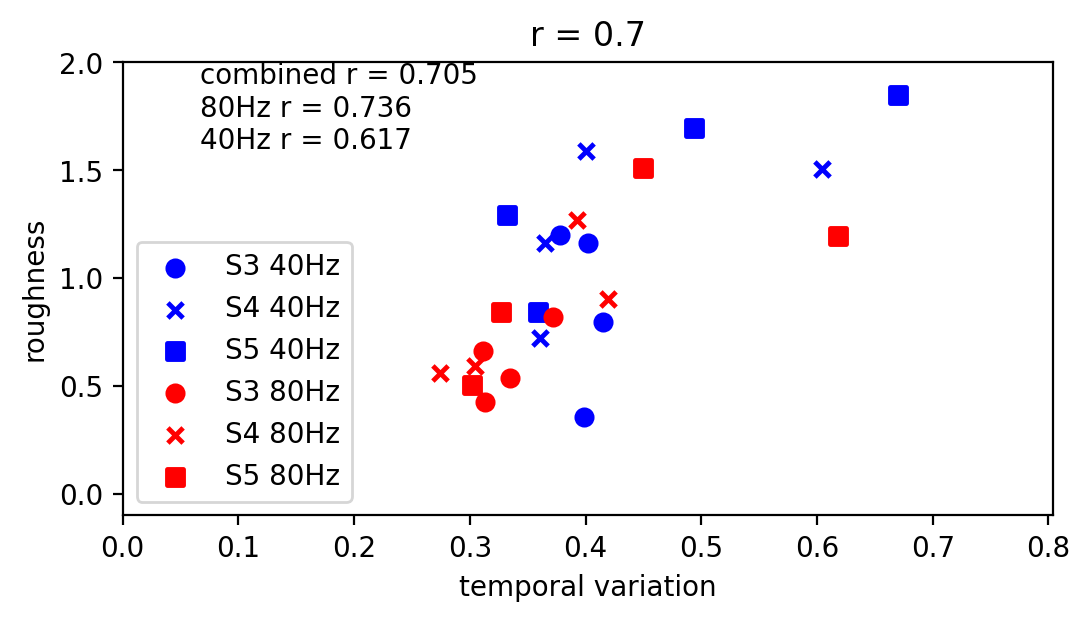 r = 0.7
combined r = 0.705
80Hz r = 0.736
40Hz r = 0.617
2.0
1.5
1.0
0.5
0.0
roughness
S3 40Hz
S4 40Hz
S5 40Hz
S3 80Hz
S4 80Hz
S5 80Hz
0.0 0.1 0.2 0.3 0.4 0.5 0.6 0.7 0.8
temporal variation